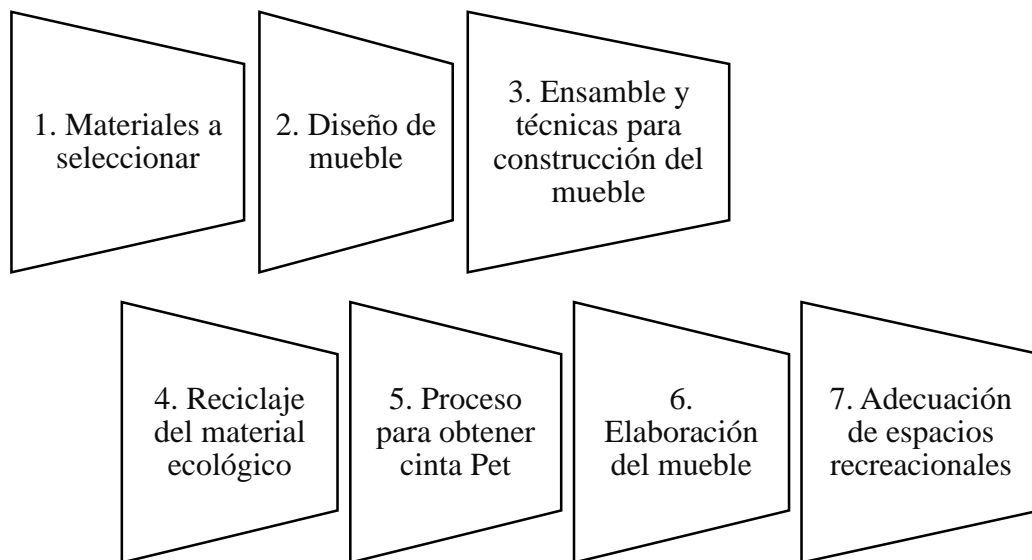 1. Materiales a
seleccionar
2. Diseño de
mueble
3. Ensamble y
técnicas para
construcción del
mueble
4. Reciclaje
del material
ecológico
5. Proceso
para obtener
cinta Pet
6.
Elaboración
del mueble
7. Adecuación
de espacios
recreacionales